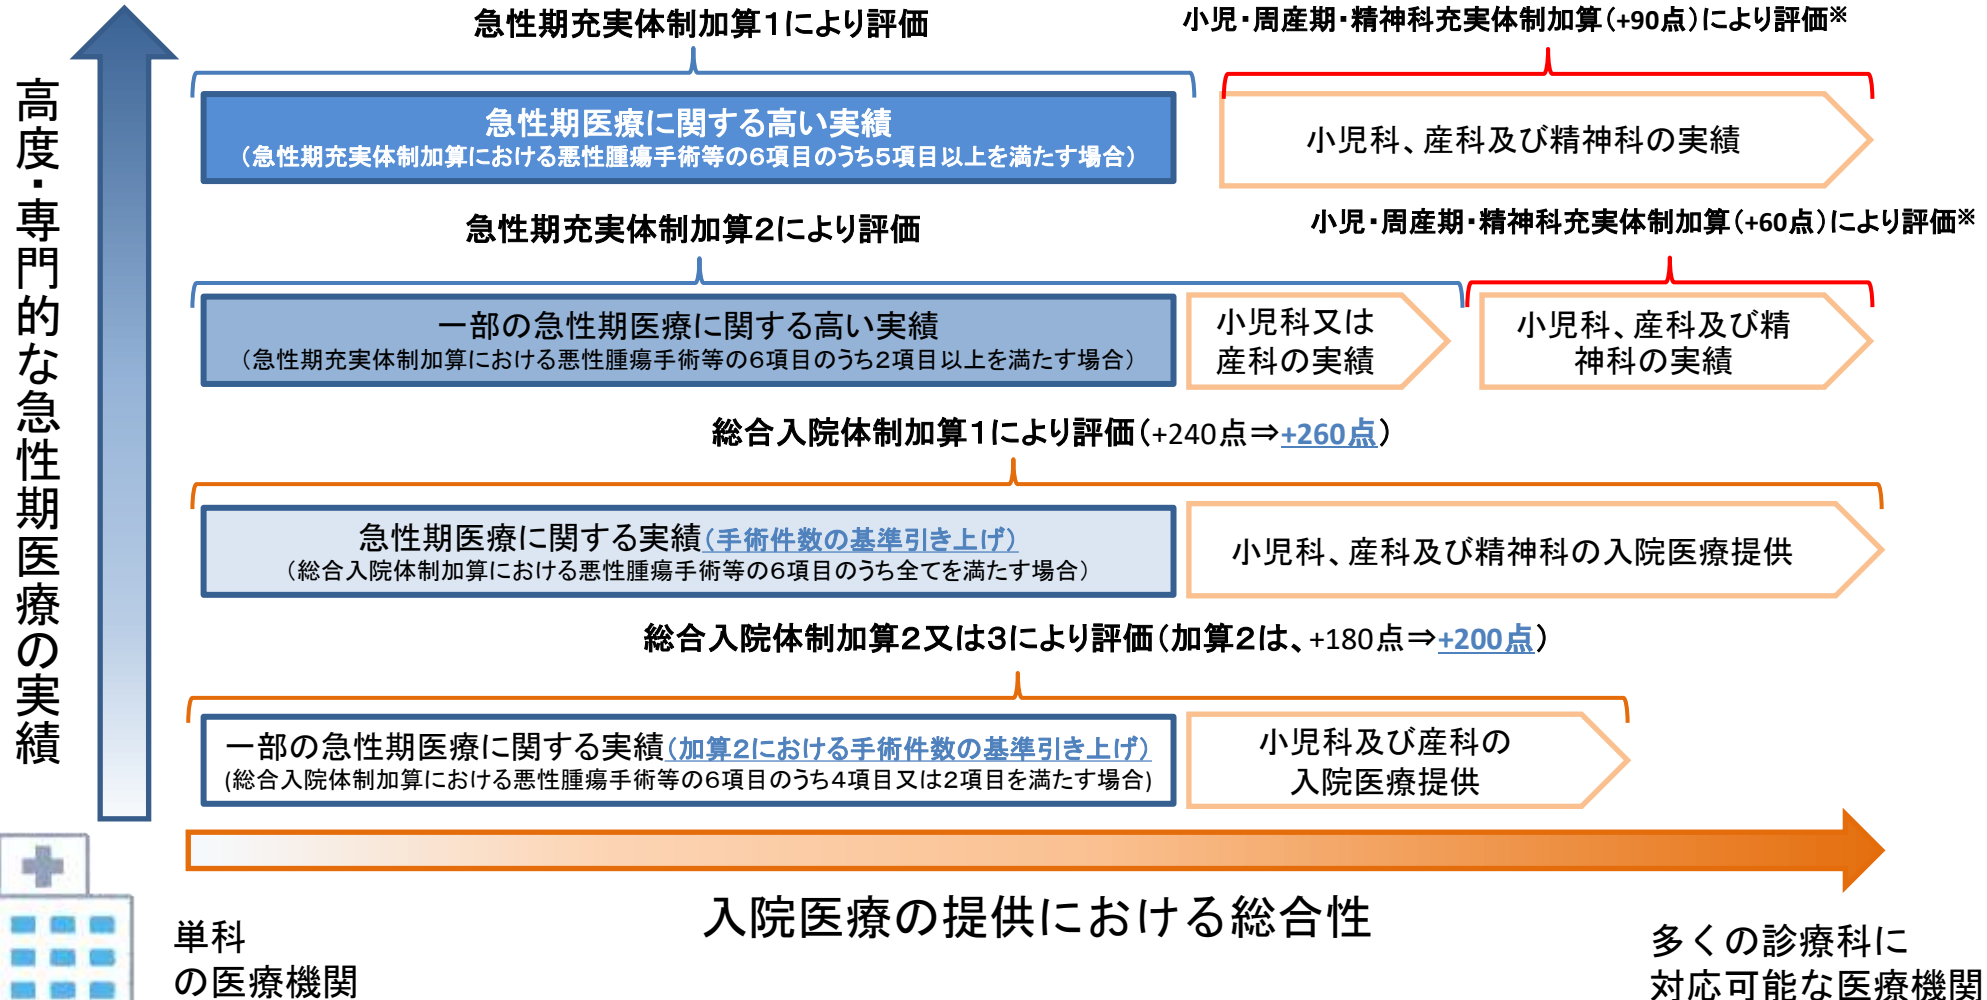 高度・専門的な急性期医療の実績
急性期充実体制加算1により評価
小児・周産期・精神科充実体制加算(+90点)により評価※
急性期医療に関する高い実績
(急性期充実体制加算における悪性腫瘍手術等の6項目のうち5項目以上を満たす場合)
小児科、産科及び精神科の実績
急性期充実体制加算2により評価
小児・周産期・精神科充実体制加算(+60点)により評価※
一部の急性期医療に関する高い実績
(急性期充実体制加算における悪性腫瘍手術等の6項目のうち2項目以上を満たす場合)
小児科又は
産科の実績
小児科、産科及び精
神科の実績
総合入院体制加算1により評価(+240点⇒+260点)
急性期医療に関する実績(手術件数の基準引き上げ)
(総合入院体制加算における悪性腫瘍手術等の6項目のうち全てを満たす場合)
小児科、産科及び精神科の入院医療提供
総合入院体制加算2又は3により評価(加算2は、+180点⇒+200点)
一部の急性期医療に関する実績(加算2における手術件数の基準引き上げ)
(総合入院体制加算における悪性腫瘍手術等の6項目のうち4項目又は2項目を満たす場合)
小児科及び産科の
入院医療提供
入院医療の提供における総合性
単科
の医療機関
多くの診療科に
対応可能な医療機関